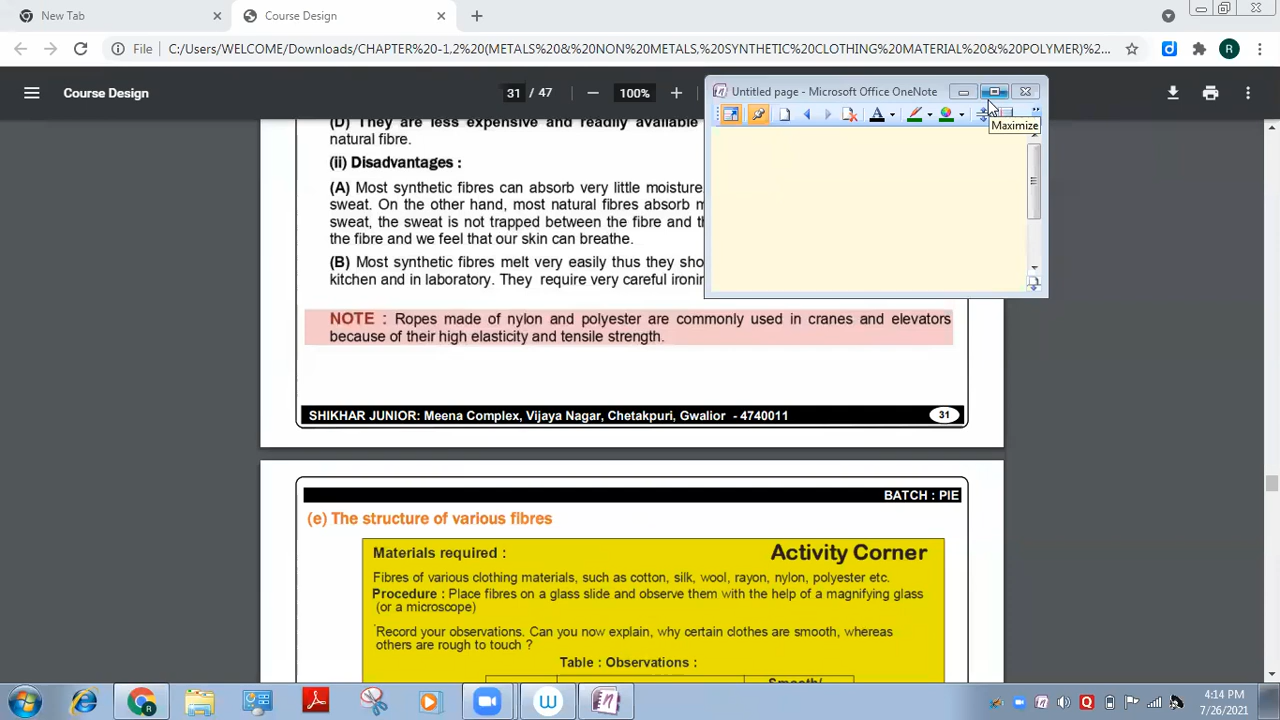 New Tab
Course Design
File
C:/Users/WELCOME/Downloads/CHAPTER%20-1,2%20(METALS%20&%20NON%20METALS,%20SYNTHETIC%20CLOTHING%20MATERIAL%20&%20POLYMER)%2...
R
Course Design
31 / 47
100%
Untitled page - Microsoft Office OneNote
A
Maximize
(D) They are less expensive and readily available
natural fibre.
(ii) Disadvantages :
(A) Most synthetic fibres can absorb very little moisture
sweat. On the other hand, most natural fibres absorb
sweat, the sweat is not trapped between the fibre and
the fibre and we feel that our skin can breathe.
(B) Most synthetic fibres melt very easily thus they
kitchen and in laboratory. They require very careful
NOTE : Ropes made of nylon and polyester are commonly used in cranes and elevators
because of their high elasticity and tensile strength.
SHIKHAR JUNIOR: Meena Complex, Vijaya Nagar, Chetakpuri, Gwalior - 4740011
31
BATCH : PIE
(e) The structure of various fibres
Materials required :
Activity Corner
Fibres of various clothing materials, such as cotton, silk, wool, rayon, nylon, polyester etc.
Procedure : Place fibres on a glass slide and observe them with the help of a magnifying glass
(or a microscope)
Record your observations. Can you now explain, why certain clothes are smooth, whereas
others are rough to touch ?
Table : Observations :
Smooth/
4:14 PM
7/26/2021